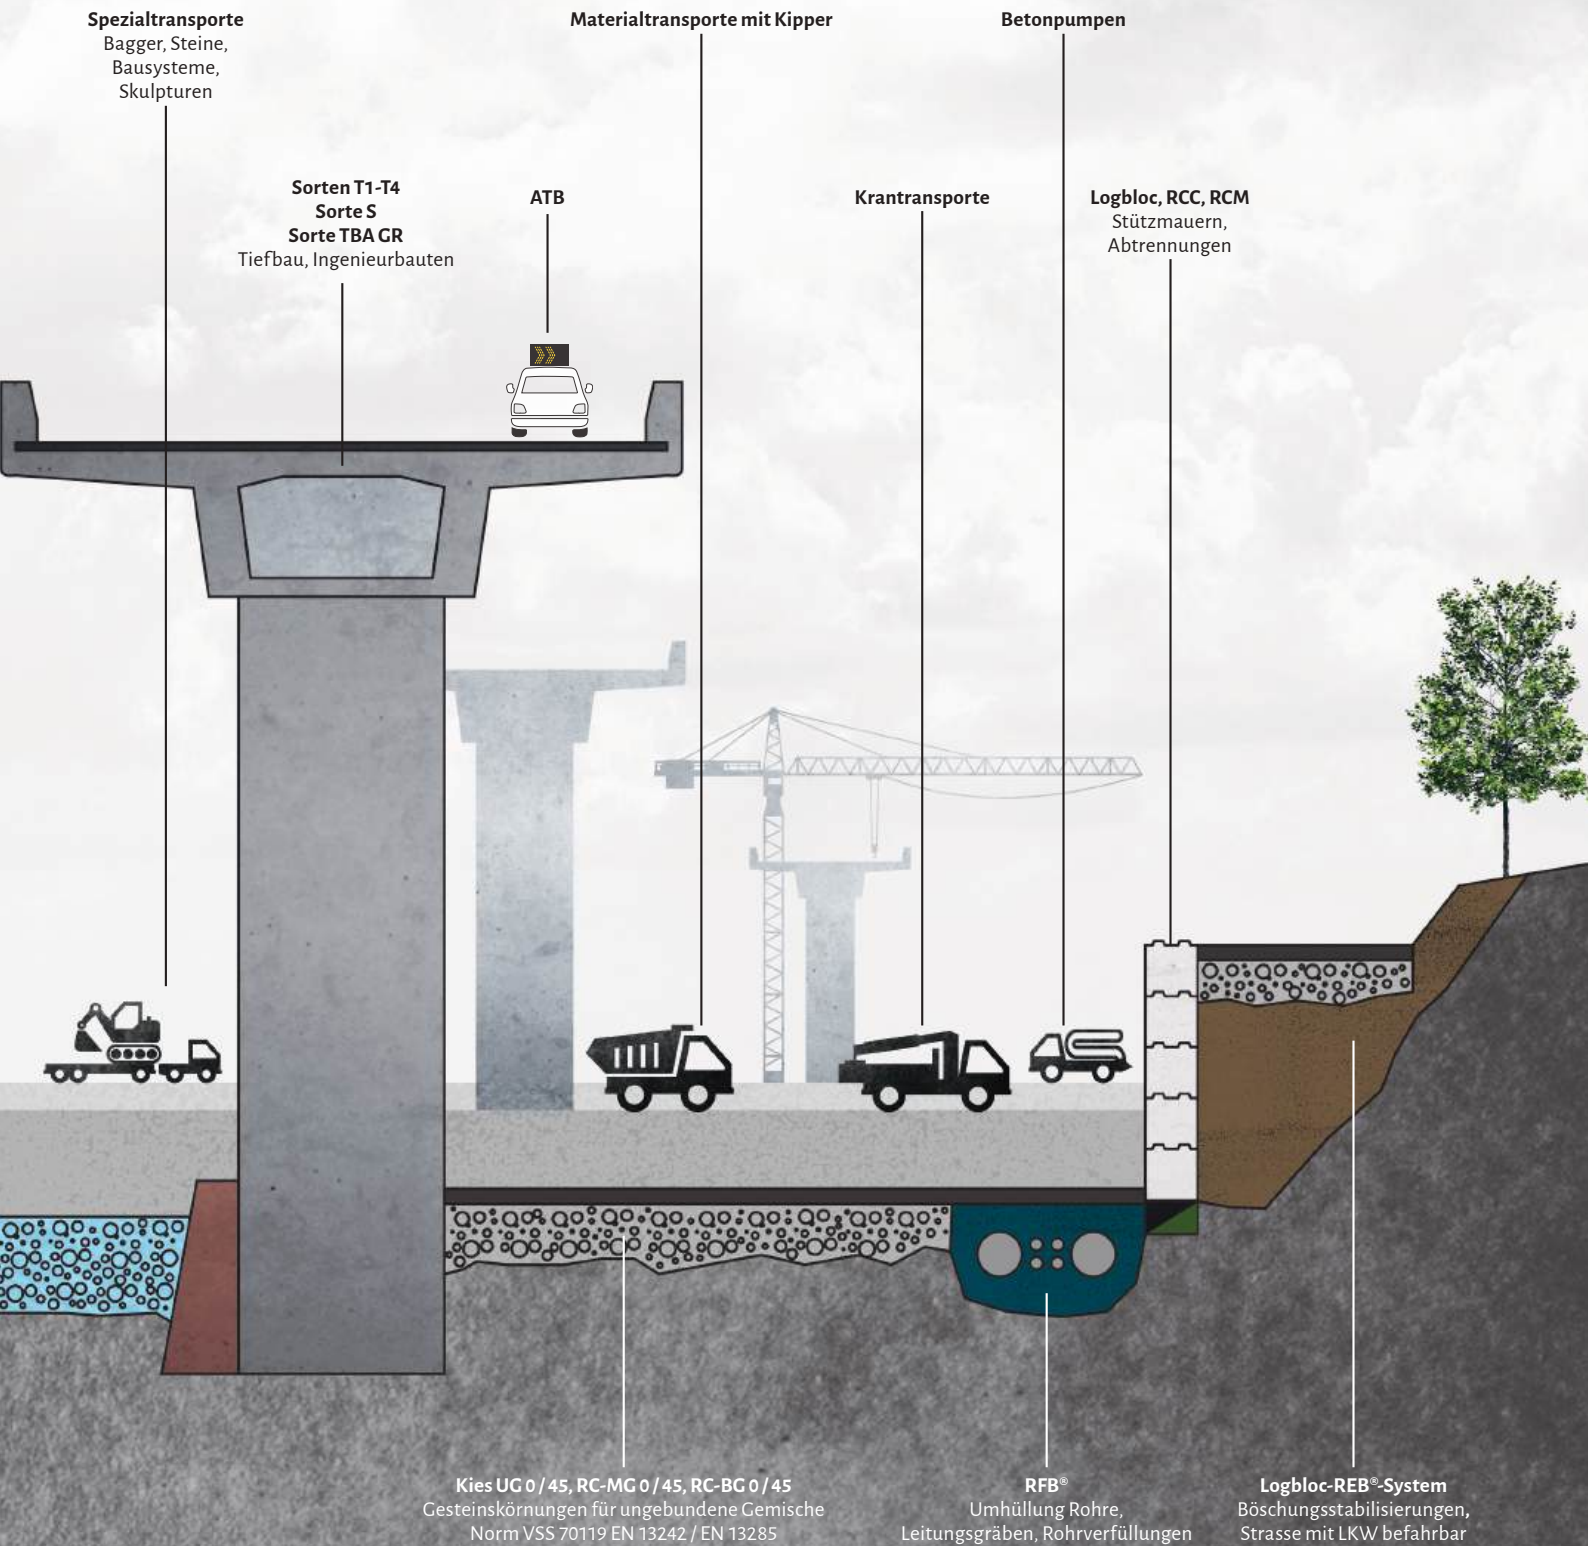 Spezialtransporte
Bagger, Steine,
Bausysteme,
Skulpturen
Materialtransporte mit Kipper
Betonpumpen
Sorten T1-T4
Sorte S
Sorte TBA GR
Tiefbau, Ingenieurbauten
ATB
Krantransporte
Logbloc, RCC, RCM
Stützmauern,
Abtrennungen
Kies UG 0 / 45, RC-MG 0 / 45, RC-BG 0 / 45
Gesteinskörnungen für ungebundene Gemische
Norm VSS 70119 EN 13242 / EN 13285
RFB®
Umhüllung Rohre,
Leitungsgräben, Rohrverfüllungen
Logbloc-REB®-System
Böschungsstabilisierungen,
Strasse mit LKW befahrbar